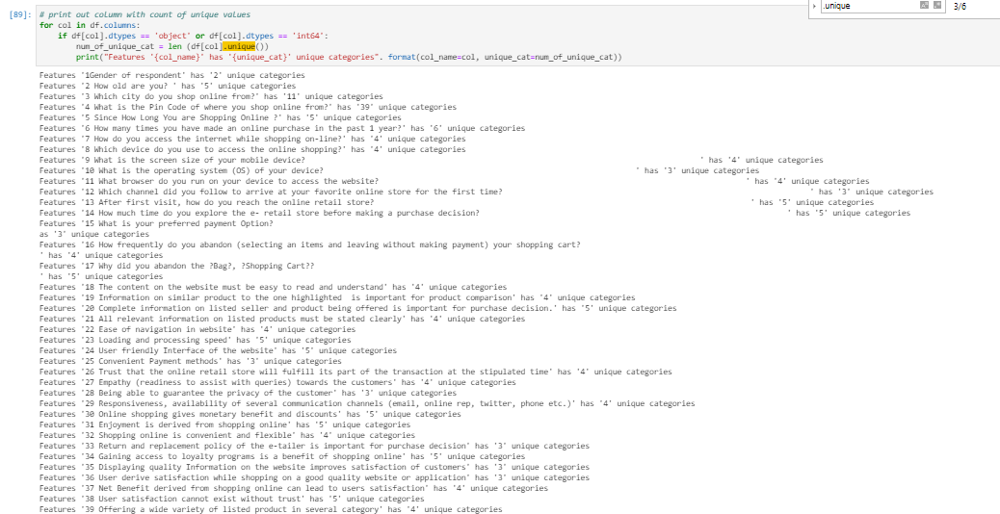 .unique
3/6
[89]: # print out column with count of unique values
for col in df.columns:
if df[col].dtypes == 'object' or df[col].dtypes == 'int64':
num_of_unique_cat = len (df[col].unique())
print("Features '{col_name}' has '{unique_cat}' unique categories". format(col_name=col, unique_cat=num_of_unique_cat))
Features '1Gender of respondent' has '2' unique categories
Features '2 How old are you? ' has '5' unique categories
Features '3 Which city do you shop online from?' has '11' unique categories
Features '4 What is the Pin Code of where you shop online from?' has '39' unique categories
Features '5 Since How Long You are Shopping Online ?' has '5' unique categories
Features '6 How many times you have made an online purchase in the past 1 year?' has '6' unique categories
Features '7 How do you access the internet while shopping on-line?' has '4' unique categories
Features '8 Which device do you use to access the online shopping?' has '4' unique categories
Features '9 What is the screen size of your mobile device? ' has '4' unique categories
Features '10 What is the operating system (OS) of your device? ' has '3' unique categories
Features '11 What browser do you run on your device to access the website? ' has '4' unique categories
Features '12 Which channel did you follow to arrive at your favorite online store for the first time? ' has '3' unique categories
Features '13 After first visit, how do you reach the online retail store? ' has '5' unique categories
Features '14 How much time do you explore the e- retail store before making a purchase decision? ' has '5' unique categories
Features '15 What is your preferred payment Option?
as '3' unique categories
Features '16 How frequently do you abandon (selecting an items and leaving without making payment) your shopping cart?
' has '4' unique categories
Features '17 Why did you abandon the ?Bag?, ?Shopping Cart??
' has '5' unique categories
Features '18 The content on the website must be easy to read and understand' has '4' unique categories
Features '19 Information on similar product to the one highlighted  is important for product comparison' has '4' unique categories
Features '20 Complete information on listed seller and product being offered is important for purchase decision.' has '5' unique categories
Features '21 All relevant information on listed products must be stated clearly' has '4' unique categories
Features '22 Ease of navigation in website' has '4' unique categories
Features '23 Loading and processing speed' has '5' unique categories
Features '24 User friendly Interface of the website' has '5' unique categories
Features '25 Convenient Payment methods' has '3' unique categories
Features '26 Trust that the online retail store will fulfill its part of the transaction at the stipulated time' has '4' unique categories
Features '27 Empathy (readiness to assist with queries) towards the customers' has '4' unique categories
Features '28 Being able to guarantee the privacy of the customer' has '3' unique categories
Features '29 Responsiveness, availability of several communication channels (email, online rep, twitter, phone etc.)' has '4' unique categories
Features '30 Online shopping gives monetary benefit and discounts' has '5' unique categories
Features '31 Enjoyment is derived from shopping online' has '5' unique categories
Features '32 Shopping online is convenient and flexible' has '4' unique categories
Features '33 Return and replacement policy of the e-tailer is important for purchase decision' has '3' unique categories
Features '34 Gaining access to loyalty programs is a benefit of shopping online' has '5' unique categories
Features '35 Displaying quality Information on the website improves satisfaction of customers' has '3' unique categories
Features '36 User derive satisfaction while shopping on a good quality website or application' has '3' unique categories
Features '37 Net Benefit derived from shopping online can lead to users satisfaction' has '4' unique categories
Features '38 User satisfaction cannot exist without trust' has '5' unique categories
Features '39 Offering a wide variety of listed product in several category' has '4' unique categories